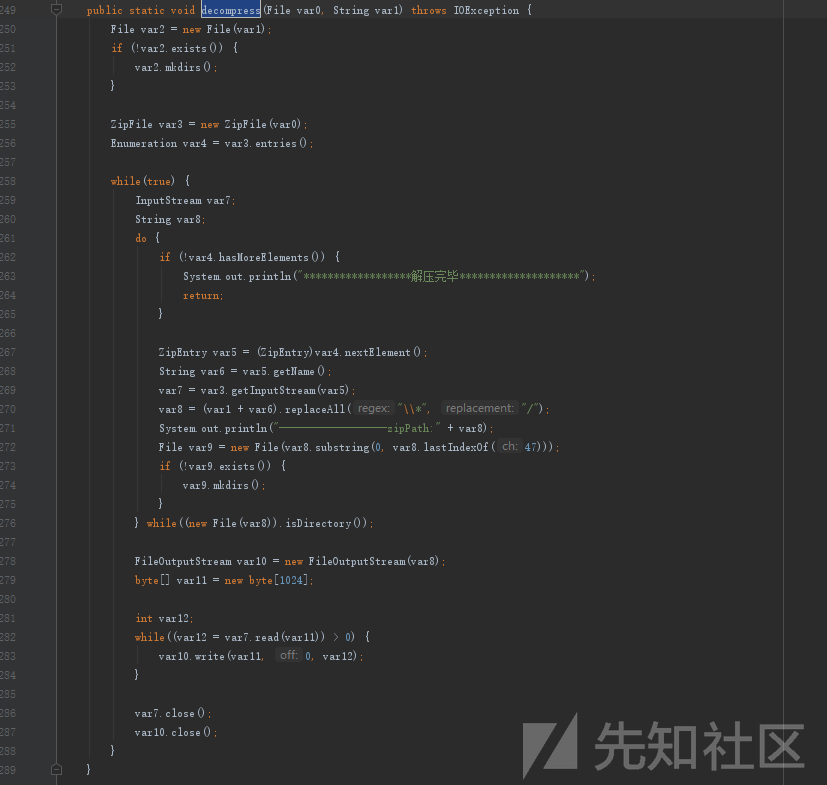 249 public static void decompress(File var0, String var1) throws IOException {
250 File var2 = new File(var1);
251 if (!var2.exists()) {
252 var2.mkdirs();
253 }
254
255 ZipFile var3 = new ZipFile(var0);
256 Enumeration var4 = var3.entries();
257
258 while(true) {
259 InputStream var7;
260 String var8;
261 do {
262 if (!var4.hasMoreElements()) {
263 System.out.println("******************解压完毕********************");
264 return;
265 }
266
267 ZipEntry var5 = (ZipEntry)var4.nextElement();
268 String var6 = var5.getName();
269 var7 = var3.getInputStream(var5);
270 var8 = (var1 + var6).replaceAll( regex: "\\*", replacement: "/");
271 System.out.println("——————————zipPath:" + var8);
272 File var9 = new File(var8.substring(0, var8.lastIndexOf( ch: 47)));
273 if (!var9.exists()) {
274 var9.mkdirs();
275 }
276 } while((new File(var8)).isDirectory());
277
278 FileOutputStream var10 = new FileOutputStream(var8);
279 byte[] var11 = new byte[1024];
280
281 int var12;
282 while((var12 = var7.read(var11)) > 0) {
283 var10.write(var11, off: 0, var12);
284 }
285
286 var7.close();
287 var10.close();
288 }
289 }
先知社区